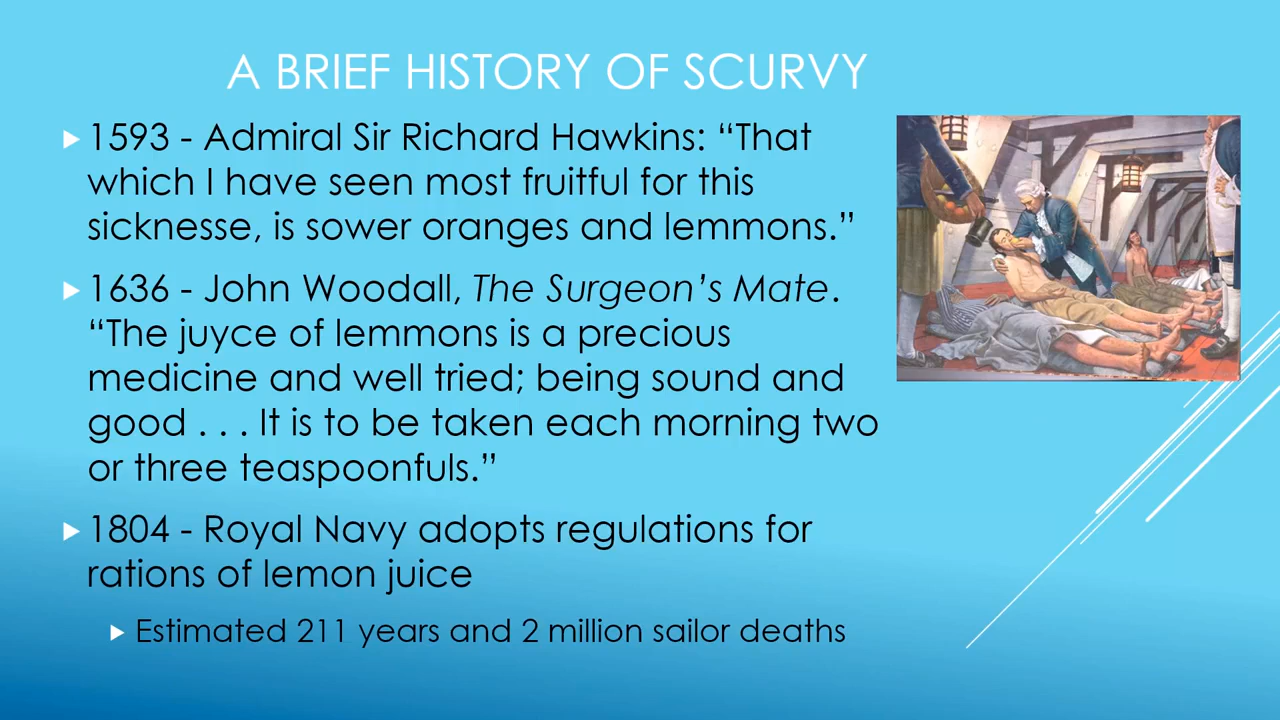 A BRIEF HISTORY OF SCURVY
1593 - Admiral Sir Richard Hawkins: “That
which I have seen most fruitful for this
sicknesse, is sower oranges and lemmons.”
1636 - John Woodall, The Surgeon’s Mate.
“The juyce of lemmons is a precious
medicine and well tried; being sound and
good . . . It is to be taken each morning two
or three teaspoonfuls.”
1804 - Royal Navy adopts regulations for
rations of lemon juice
Estimated 211 years and 2 million sailor deaths